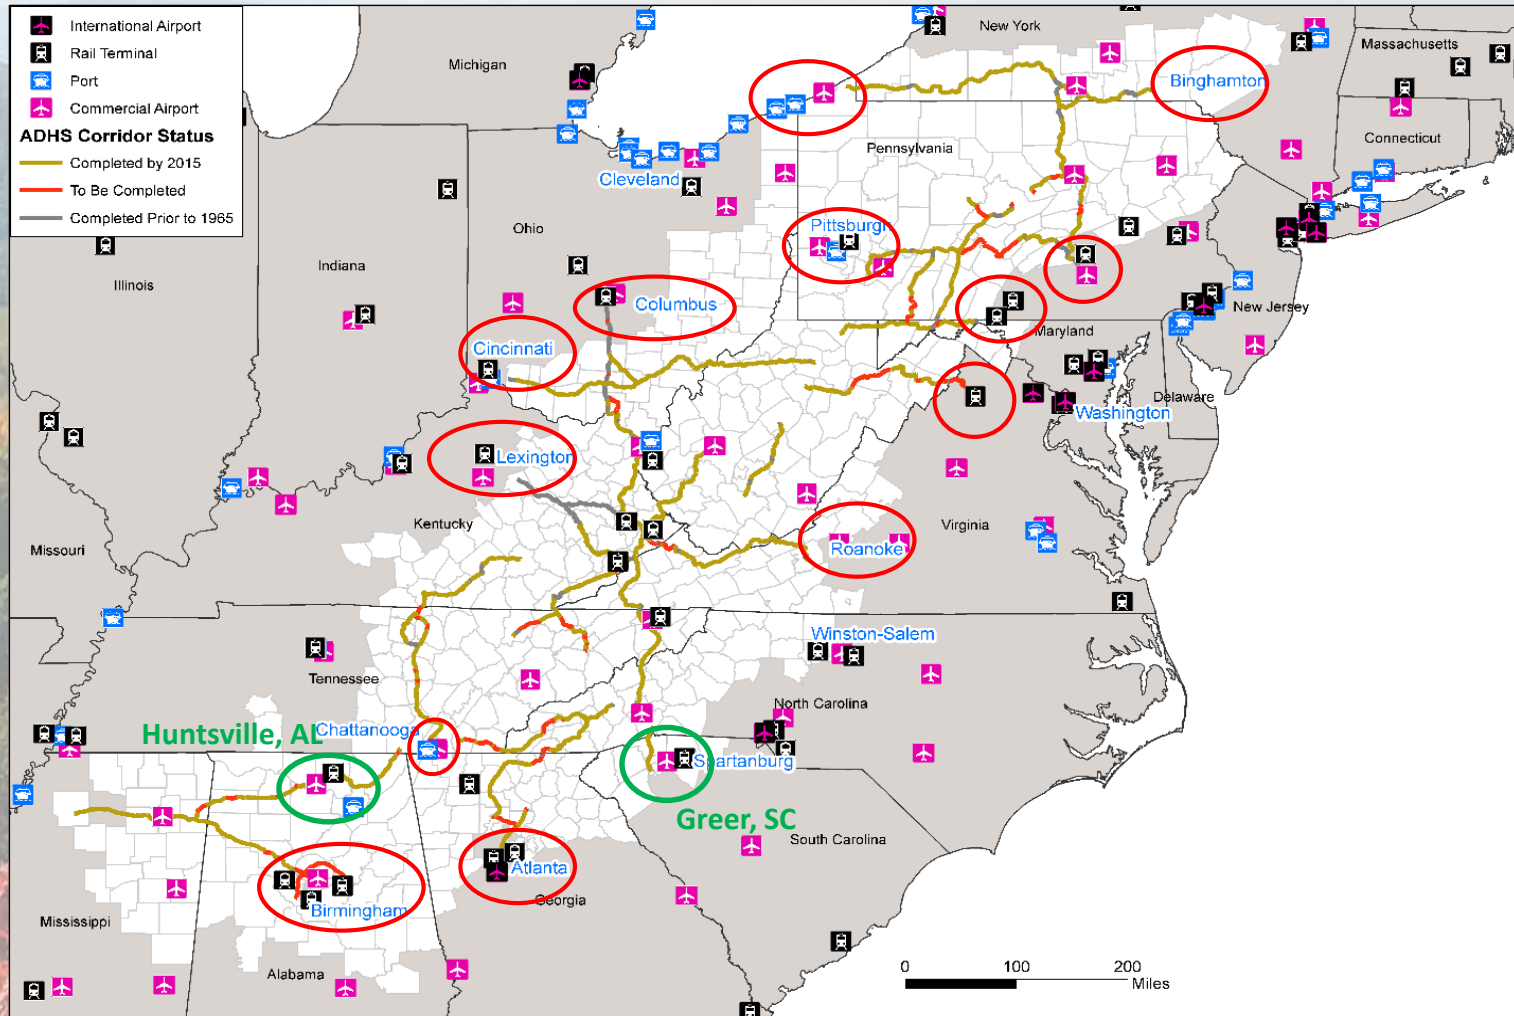 International Airport
Rail Terminal
Port
Commercial Airport
ADHS Corridor Status
Completed by 2015
To Be Completed
Completed Prior to 1965
New York
Massachusetts
Michigan
Binghamton
Connecticut
Pennsylvania
Cleveland
Ohio
Pittsburgh
Indiana
Illinois
Columbus
New Jersey
Maryland
Cincinnati
Delaware
Washington
Lexington
Kentucky
Virginia
Missouri
Roanoke
Winston-Salem
Tennessee
North Carolina
Huntsville, AL
Chattanooga
Spartanburg
Greer, SC
South Carolina
Atlanta
Georgia
Birmingham
Mississippi
Alabama
0 100 200
Miles